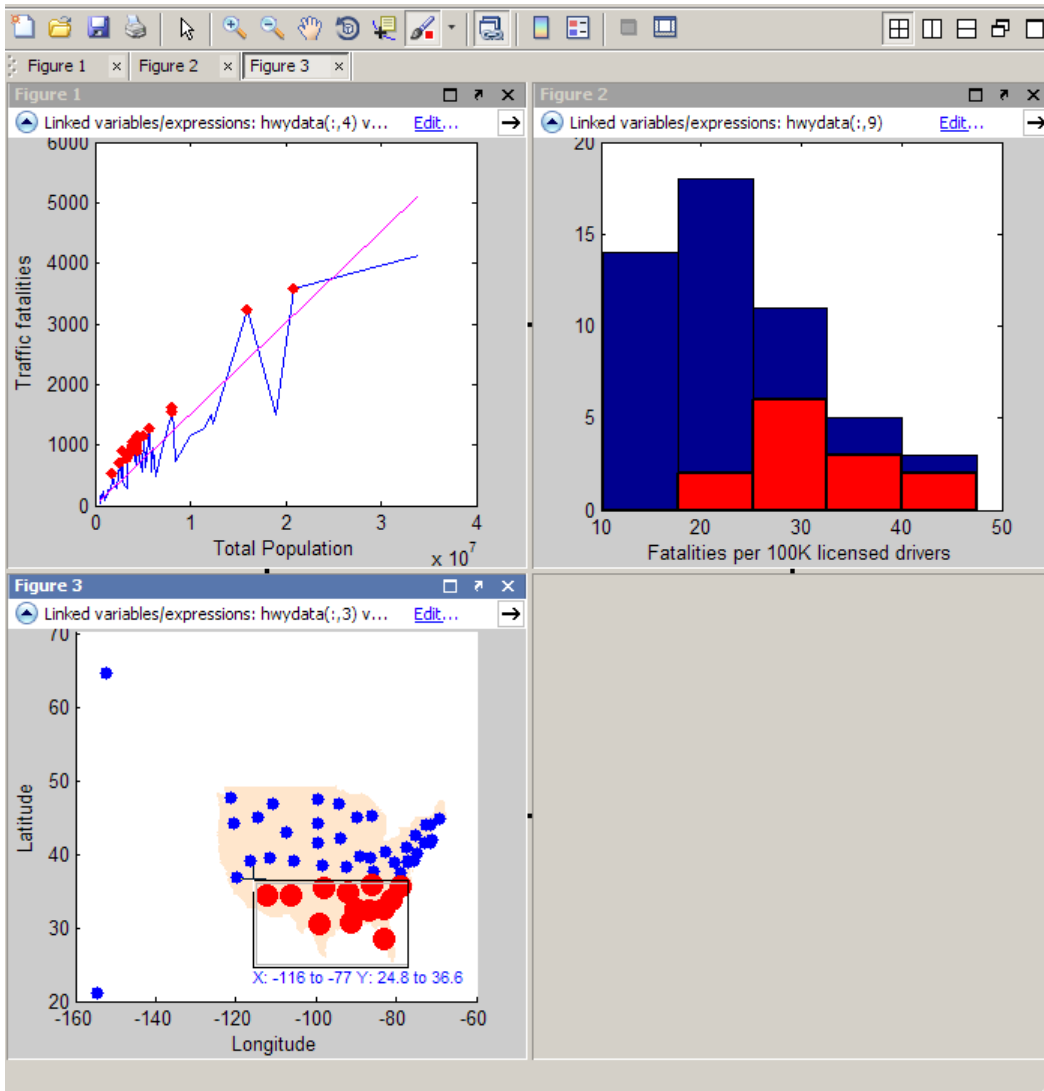 Figure 1 × Figure 2 × Figure 3 ×
Figure 1
Linked variables/expressions: hwydata(:,4) v... Edit...
6000
5000
4000
3000
2000
1000
0
Traffic fatalities
0 1 2 3 4
Total Population
x 10^7
Figure 2
Linked variables/expressions: hwydata(:,9) Edit...
20
15
10
5
0
10 20 30 40 50
Fatalities per 100K licensed drivers
Figure 3
Linked variables/expressions: hwydata(:,3) v... Edit...
70
60
50
40
30
20
Latitude
X: -116 to -77 Y: 24.8 to 36.6
-160 -140 -120 -100 -80 -60
Longitude